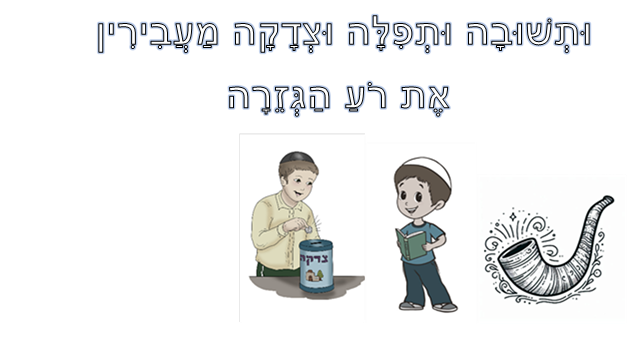 וּתְשׁוּבָה וּתְפִלָּה וּצְדָקָה מַעֲבִירִין
אֶת רֹעַ הַגְּזֵרָה
צדקה